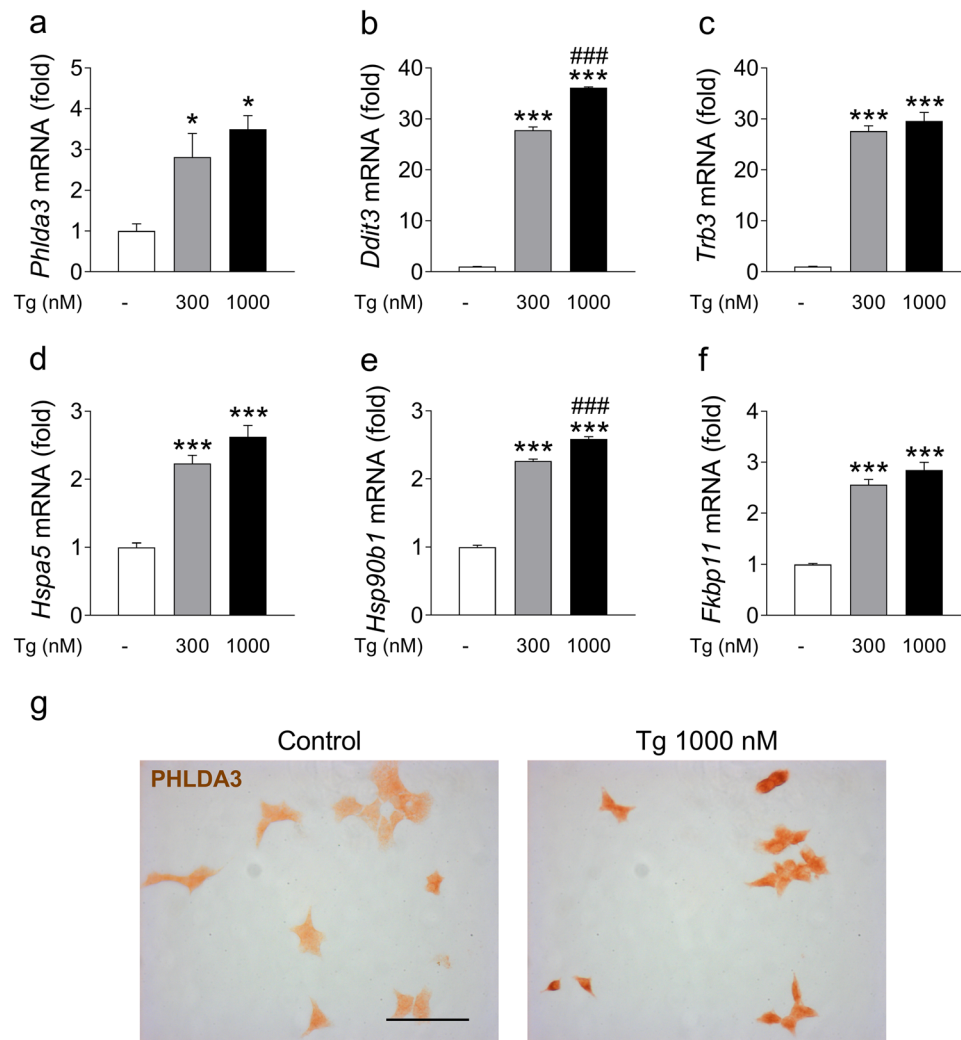 a
Phlda3 mRNA (fold)
5
4
3
2
1
0
*
*
Tg (nM) - 300 1000
b
Ddit3 mRNA (fold)
40
30
20
10
0
***
###
***
Tg (nM) - 300 1000
c
Trb3 mRNA (fold)
40
30
20
10
0
***
***
Tg (nM) - 300 1000
d
Hspa5 mRNA (fold)
3
2
1
0
***
***
Tg (nM) - 300 1000
e
Hsp90b1 mRNA (fold)
3
2
1
0
***
###
***
Tg (nM) - 300 1000
f
Fkbp11 mRNA (fold)
4
3
2
1
0
***
***
Tg (nM) - 300 1000
g
Control
Tg 1000 nM
PHLDA3